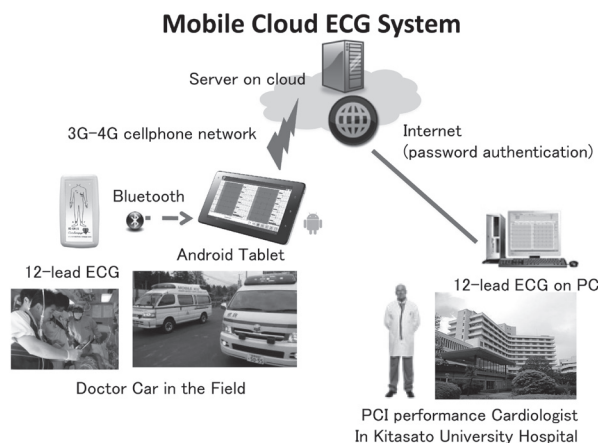 Mobile Cloud ECG System
Server on cloud
3G-4G cellphone network
Internet
(password authentication)
Bluetooth
Android Tablet
12-lead ECG
12-lead ECG on PC
Doctor Car in the Field
PCI performance Cardiologist
In Kitasato University Hospital